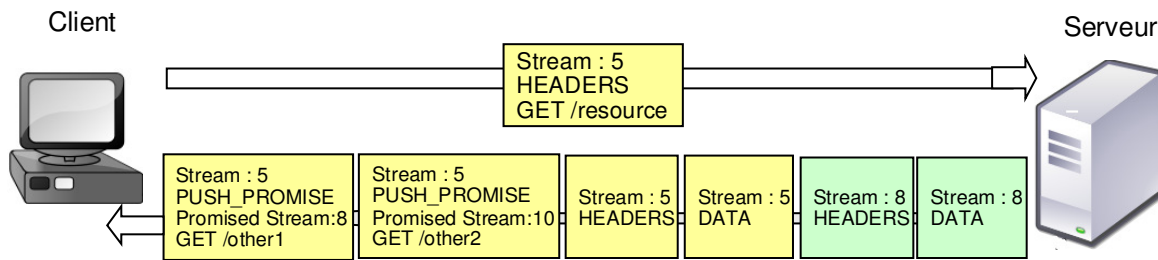 Client
Serveur
Stream : 5
HEADERS
GET /resource
Stream : 5
PUSH_PROMISE
Promised Stream:8
GET /other1
Stream : 5
PUSH_PROMISE
Promised Stream:10
GET /other2
Stream : 5
HEADERS
Stream : 5
DATA
Stream : 8
HEADERS
Stream : 8
DATA